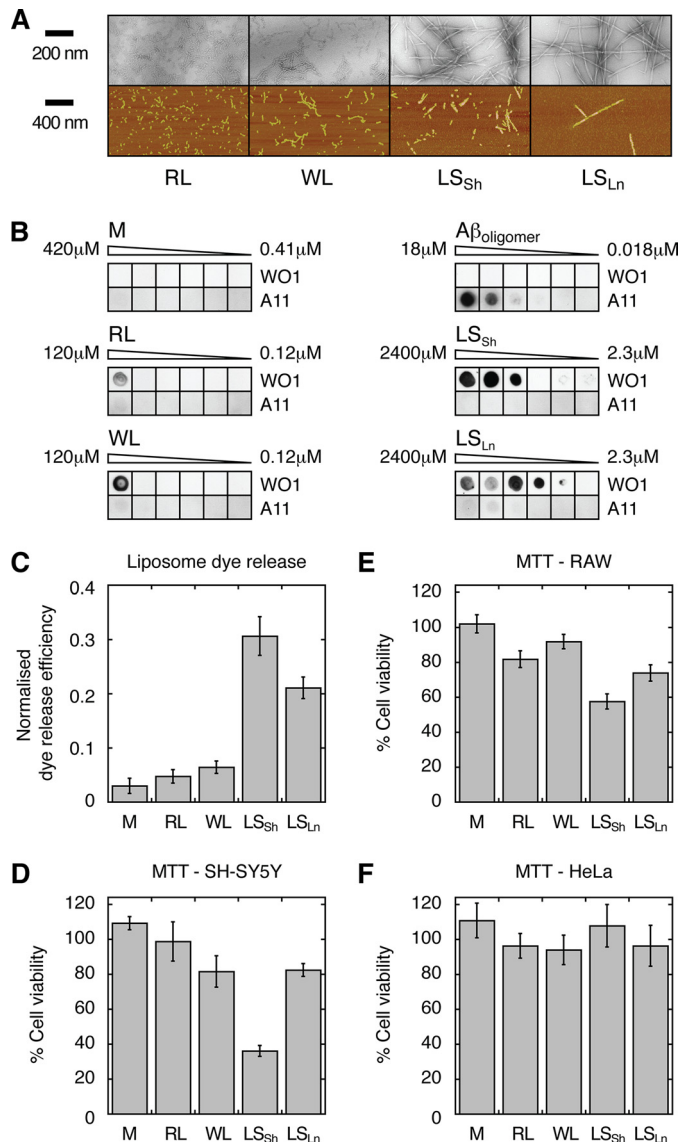 A
200 nm
400 nm
RL WL LSSh LSLn
B
M
420μM 0.41μM
WO1
A11
Aβoligomer
18μM 0.018μM
WO1
A11
RL
120μM 0.12μM
WO1
A11
LSSh
2400μM 2.3μM
WO1
A11
WL
120μM 0.12μM
WO1
A11
LSLn
2400μM 2.3μM
WO1
A11
C
Liposome dye release
Normalised
dye release efficiency
0.4
0.3
0.2
0.1
0
M RL WL LSSh LSLn
E
MTT - RAW
% Cell viability
120
100
80
60
40
20
0
M RL WL LSSh LSLn
D
MTT - SH-SY5Y
% Cell viability
120
100
80
60
40
20
0
M RL WL LSSh LSLn
F
MTT - HeLa
% Cell viability
120
100
80
60
40
20
0
M RL WL LSSh LSLn